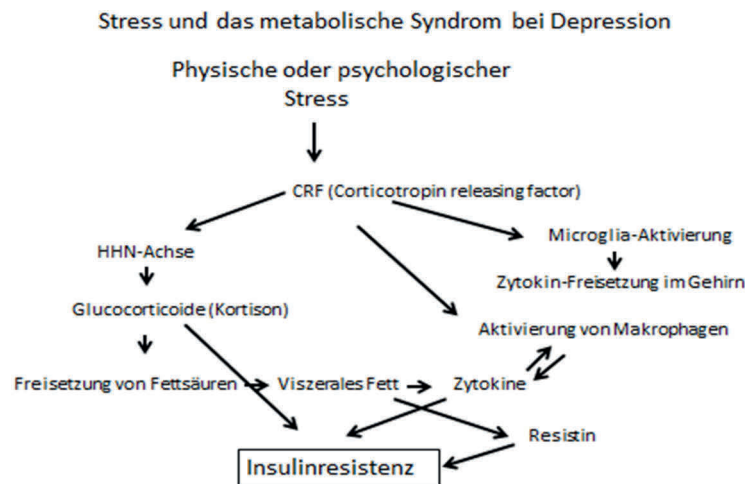 Stress und das metabolische Syndrom bei Depression
Physische oder psychologischer
Stress
CRF (Corticotropin releasing factor)
HHN-Achse
Microglia-Aktivierung
Zytokin-Freisetzung im Gehirn
Glucocorticoide (Kortison)
Aktivierung von Makrophagen
Freisetzung von Fettsäuren
Viszerales Fett
Zytokine
Resistin
Insulinresistenz